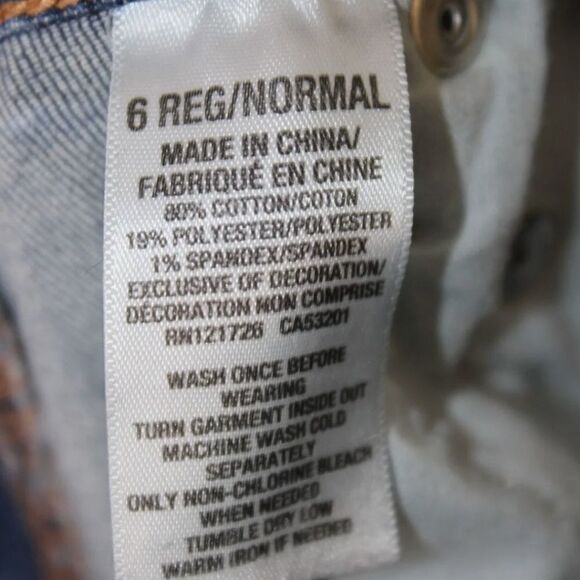 6 REG/NORMAL
MADE IN CHINA/
FABRIQUÉ EN CHINE
80% COTTON/COTON
19% POLYESTER/POLYESTER
1% SPANDEX/SPANDEX
EXCLUSIVE OF DECORATION/
DÉCORATION NON COMPRISE
RN121726 CA53201
WASH ONCE BEFORE
WEARING
TURN GARMENT INSIDE OUT
MACHINE WASH COLD
SEPARATELY
ONLY NON-CHLORINE BLEACH
WHEN NEEDED
TUMBLE DRY LOW
WARM IRON IF NEEDED